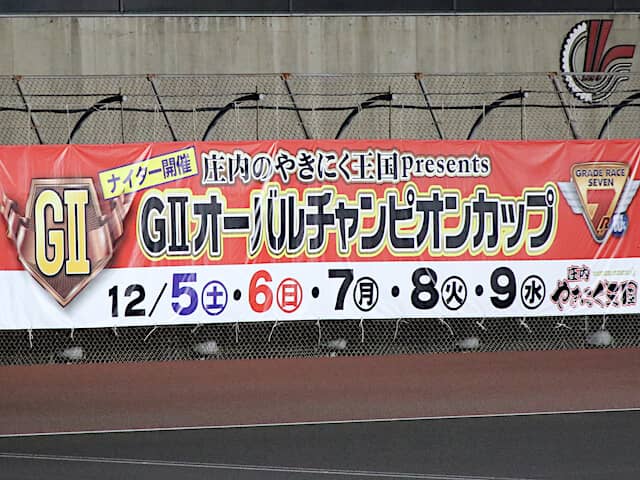 ナイター開催
庄内のやきにく王国presents
GⅡ
GⅡオーバルチャンピオンカップ
GRADE RACE
SEVEN
7
12/5土・6日・7月・8火・9水
庄内
やきにく王国